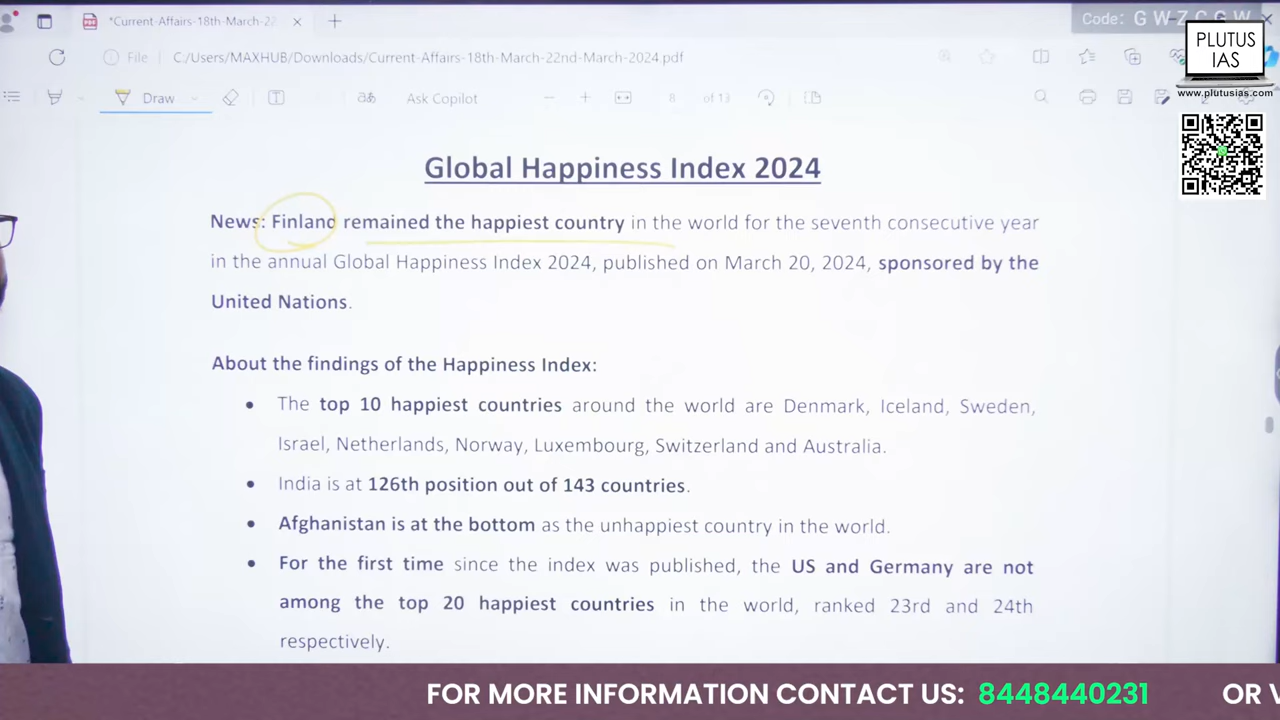 *Current-Affairs-18th-March-22
Code: G W Z C G W
File C:/Users/MAXHUB/Downloads/Current-Affairs-18th-March-22nd-March-2024.pdf
PLUTUS
IAS
www.plutusias.com
Draw Ask Copilot 8 of 13
Global Happiness Index 2024
News: Finland remained the happiest country in the world for the seventh consecutive year
in the annual Global Happiness Index 2024, published on March 20, 2024, sponsored by the
United Nations.
About the findings of the Happiness Index:
• The top 10 happiest countries around the world are Denmark, Iceland, Sweden,
Israel, Netherlands, Norway, Luxembourg, Switzerland and Australia.
• India is at 126th position out of 143 countries.
• Afghanistan is at the bottom as the unhappiest country in the world.
• For the first time since the index was published, the US and Germany are not
among the top 20 happiest countries in the world, ranked 23rd and 24th
respectively.
FOR MORE INFORMATION CONTACT US: 8448440231 OR V